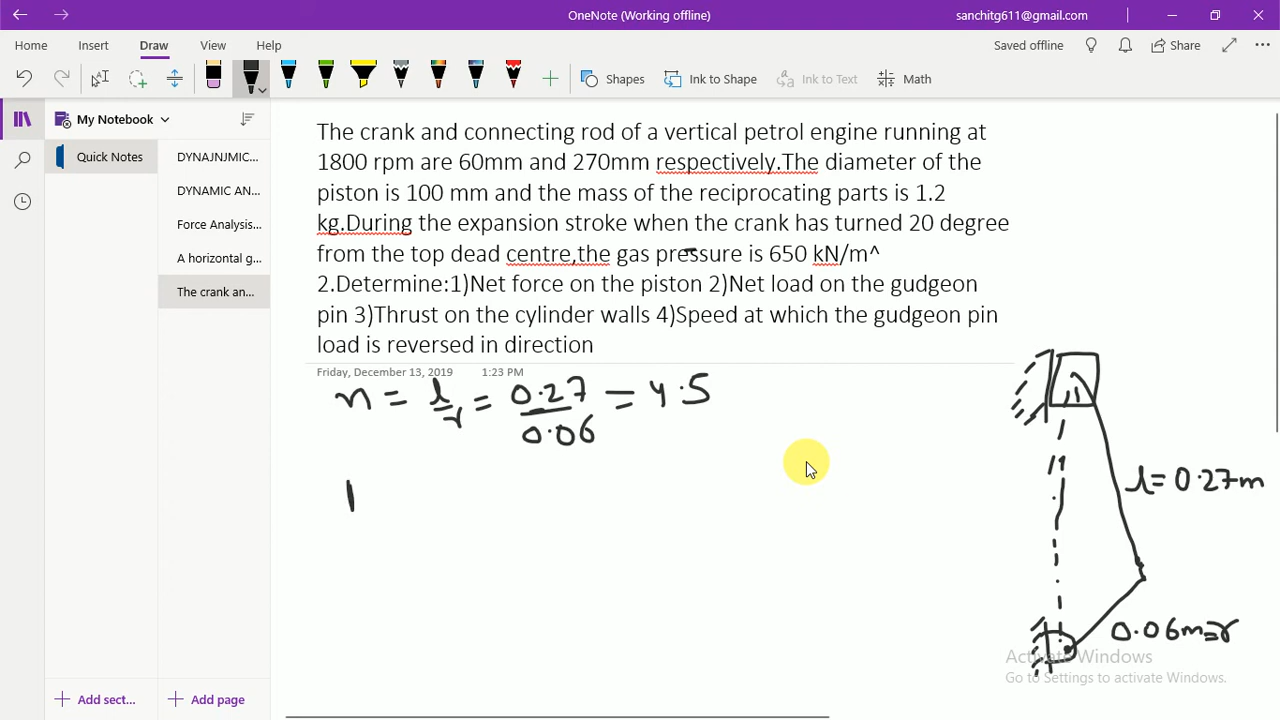 OneNote (Working offline)
sanchitg611@gmail.com
Home Insert Draw View Help
Saved offline Share
Shapes Ink to Shape Ink to Text Math
My Notebook
Quick Notes
DYNAJNJMIC...
DYNAMIC AN...
Force Analysis...
A horizontal g...
The crank an...
Add sect...
Add page
The crank and connecting rod of a vertical petrol engine running at
1800 rpm are 60mm and 270mm respectively.The diameter of the
piston is 100 mm and the mass of the reciprocating parts is 1.2
kg.During the expansion stroke when the crank has turned 20 degree
from the top dead centre,the gas pressure is 650 kN/m^
2.Determine:1)Net force on the piston 2)Net load on the gudgeon
pin 3)Thrust on the cylinder walls 4)Speed at which the gudgeon pin
load is reversed in direction
Friday, December 13, 2019 1:23 PM
n = l/r = 0.27/0.06 = 4.5
l = 0.27m
0.06m=r
Activate Windows
Go to Settings to activate Windows.